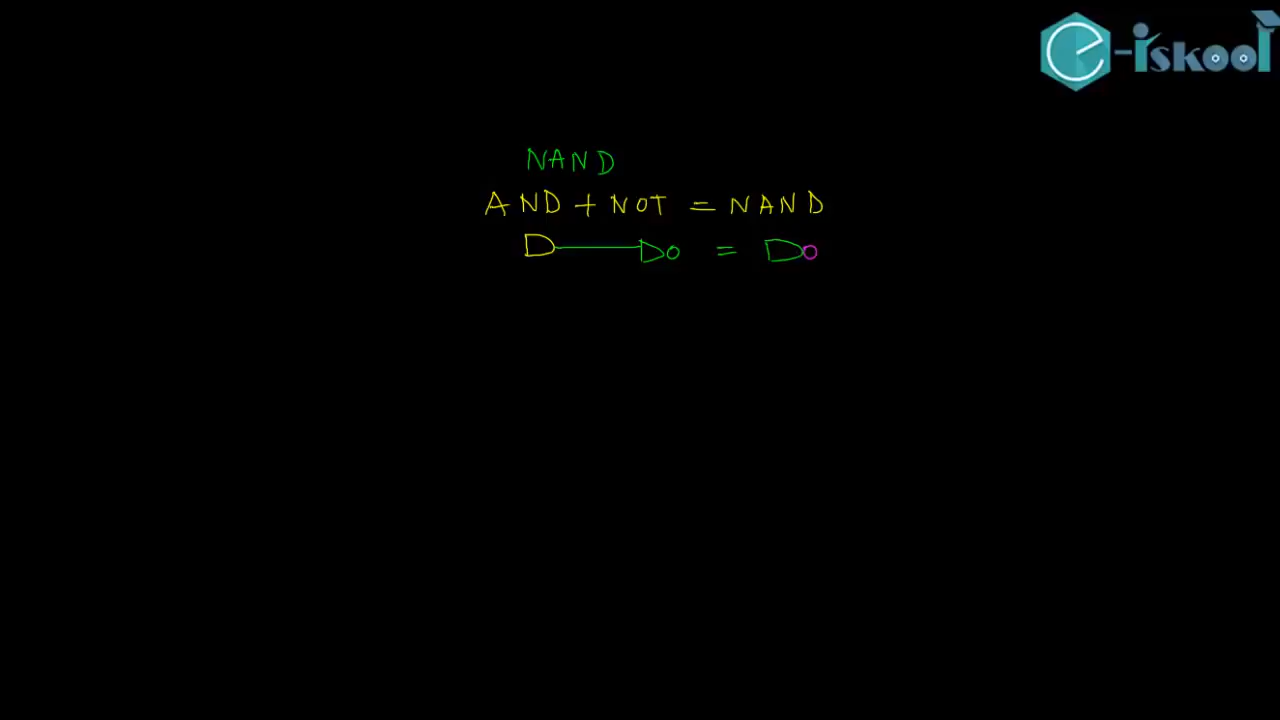 e-iskool
NAND
AND + NOT = NAND
=